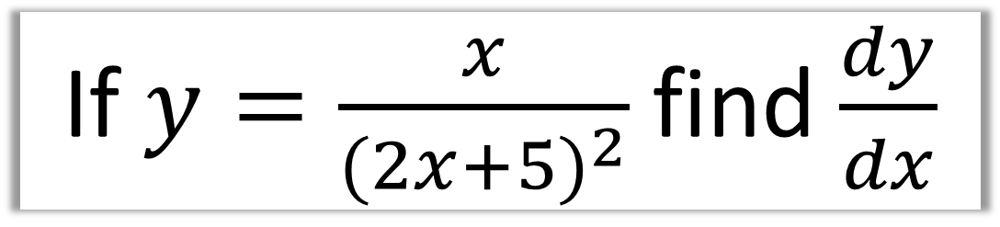 If y = x/(2x+5)² find dy/dx